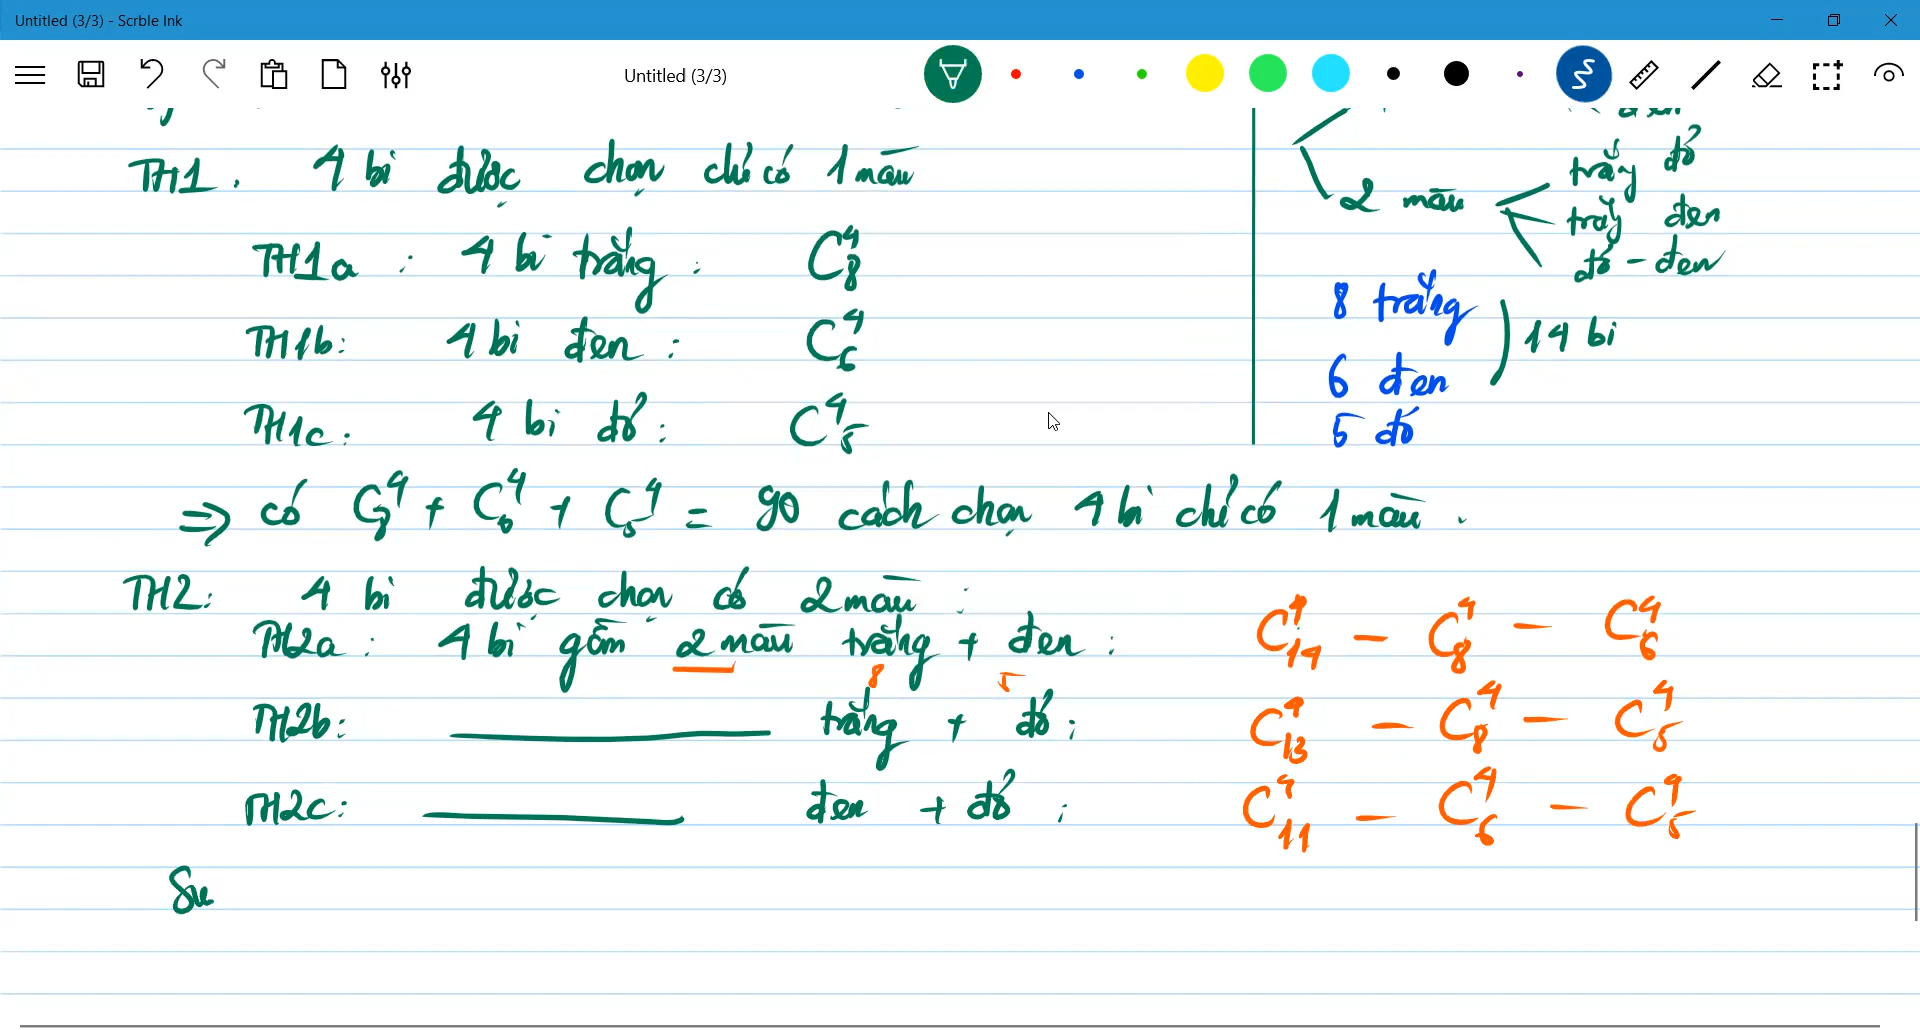 Untitled (3/3) - Scrble Ink
Untitled (3/3)
đen
TH1. 4 bi được chọn chỉ có 1 màu
2 màu
trắng đỏ
trắng đen
đỏ - đen
TH1a : 4 bi trắng : C₈⁴
8 trắng
TH1b: 4 bi đen : C₆⁴
6 đen
14 bi
TH1c: 4 bi đỏ : C₅⁴
5 đỏ
=> có C₈⁴ + C₆⁴ + C₅⁴ = 90 cách chọn 4 bi chỉ có 1 màu .
TH2: 4 bi được chọn có 2 màu :
TH2a : 4 bi gồm 2 màu trắng + đen : C₁₄⁴ - C₈⁴ - C₆⁴
8 5
TH2b: trắng + đỏ : C₁₃⁴ - C₈⁴ - C₅⁴
TH2c: đen + đỏ : C₁₁⁴ - C₆⁴ - C₅⁴
Su